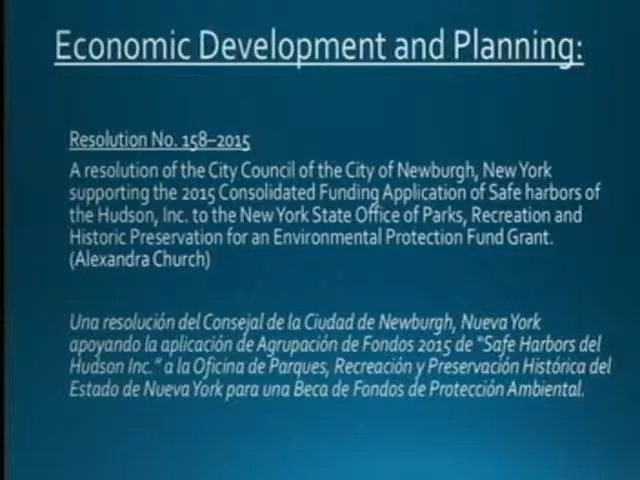 Economic Development and Planning:
Resolution No. 158–2015
A resolution of the City Council of the City of Newburgh, New York
supporting the 2015 Consolidated Funding Application of Safe harbors of
the Hudson, Inc. to the New York State Office of Parks, Recreation and
Historic Preservation for an Environmental Protection Fund Grant.
(Alexandra Church)
Una resolución del Consejal de la Ciudad de Newburgh, Nueva York
apoyando la aplicación de Agrupación de Fondos 2015 de "Safe Harbors del
Hudson Inc." a la Oficina de Parques, Recreación y Preservación Histórica del
Estado de Nueva York para una Beca de Fondos de Protección Ambiental.